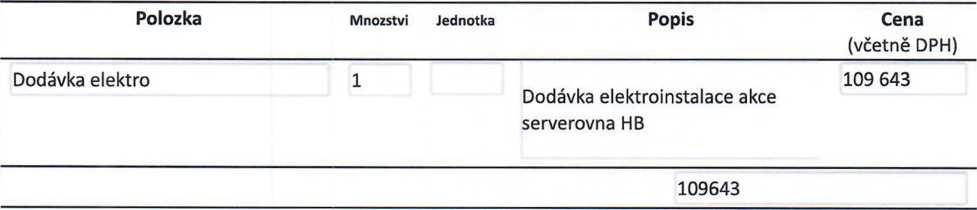 Polozka Mnozstvi Jednotka Popis Cena
(včetně DPH)
Dodávka elektro 1 109 643
Dodávka elektroinstalace akce
serverovna HB
109643